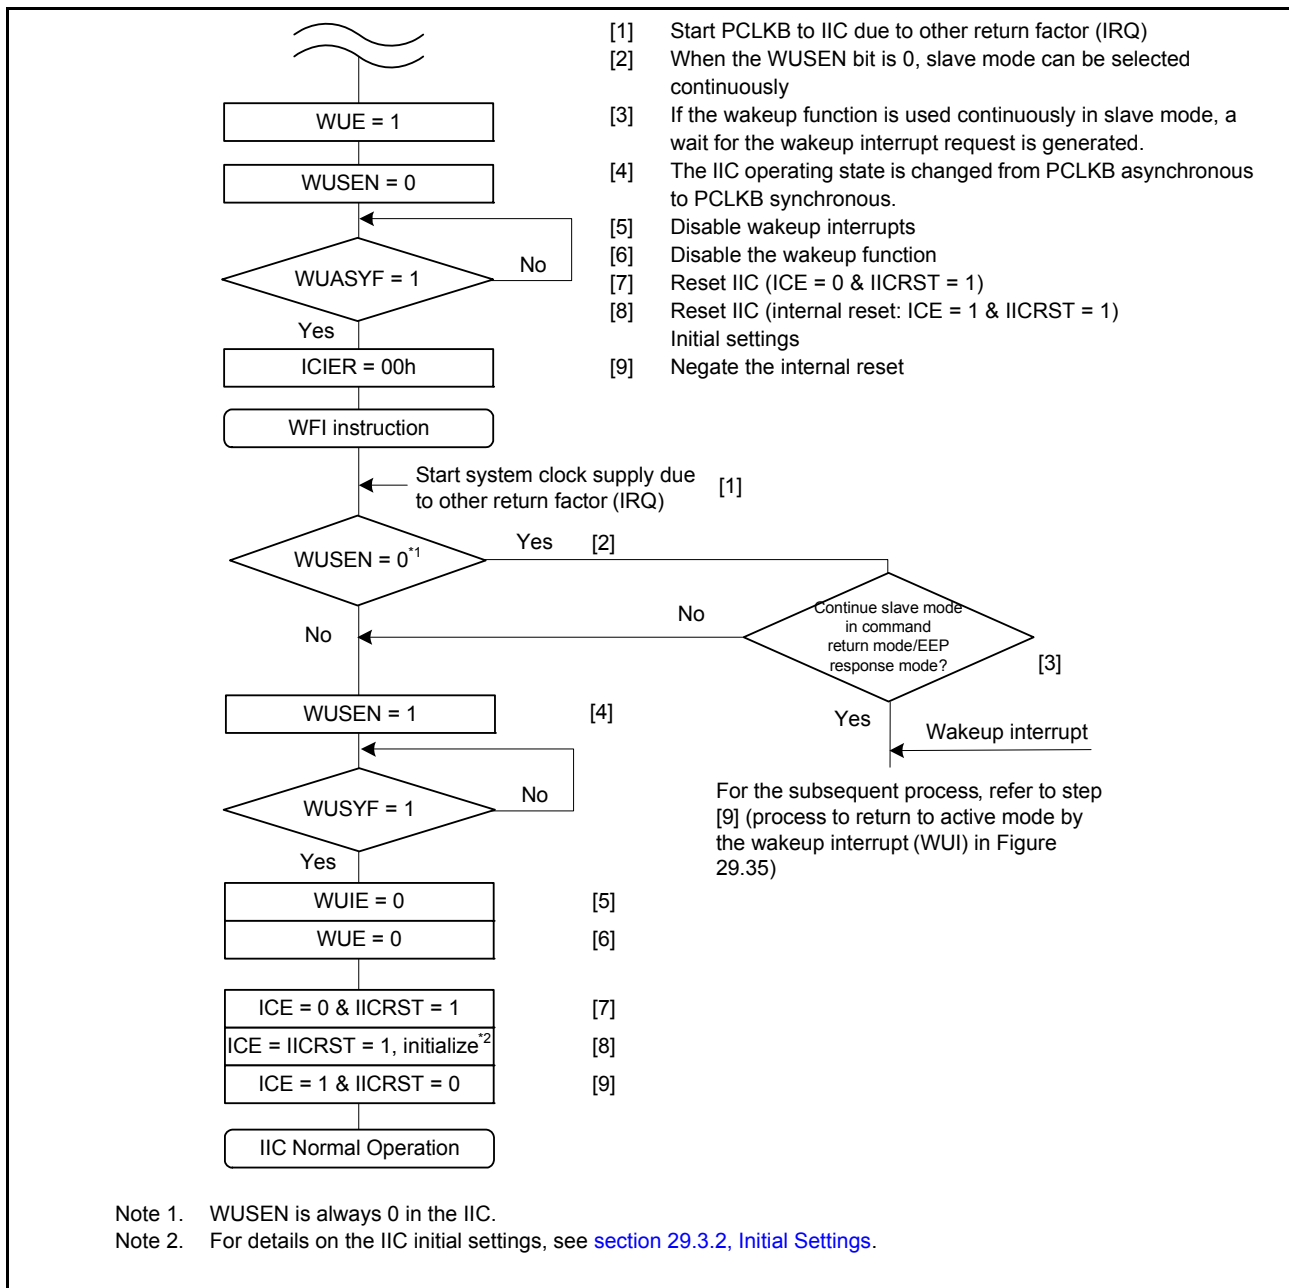 [1] Start PCLKB to IIC due to other return factor (IRQ)
[2] When the WUSEN bit is 0, slave mode can be selected
continuously
[3] If the wakeup function is used continuously in slave mode, a
wait for the wakeup interrupt request is generated.
[4] The IIC operating state is changed from PCLKB asynchronous
to PCLKB synchronous.
[5] Disable wakeup interrupts
[6] Disable the wakeup function
[7] Reset IIC (ICE = 0 & IICRST = 1)
[8] Reset IIC (internal reset: ICE = 1 & IICRST = 1)
Initial settings
[9] Negate the internal reset
WUE = 1
WUSEN = 0
WUASYF = 1
No
Yes
ICIER = 00h
WFI instruction
Start system clock supply due
to other return factor (IRQ)
[1]
WUSEN = 0*1
Yes
[2]
No
Continue slave mode
in command
return mode/EEP
response mode?
[3]
No
Yes
Wakeup interrupt
For the subsequent process, refer to step
[9] (process to return to active mode by
the wakeup interrupt (WUI) in Figure
29.35)
WUSEN = 1
[4]
WUSYF = 1
No
Yes
WUIE = 0
[5]
WUE = 0
[6]
ICE = 0 & IICRST = 1
[7]
ICE = IICRST = 1, initialize*2
[8]
ICE = 1 & IICRST = 0
[9]
IIC Normal Operation
Note 1. WUSEN is always 0 in the IIC.
Note 2. For details on the IIC initial settings, see section 29.3.2, Initial Settings.